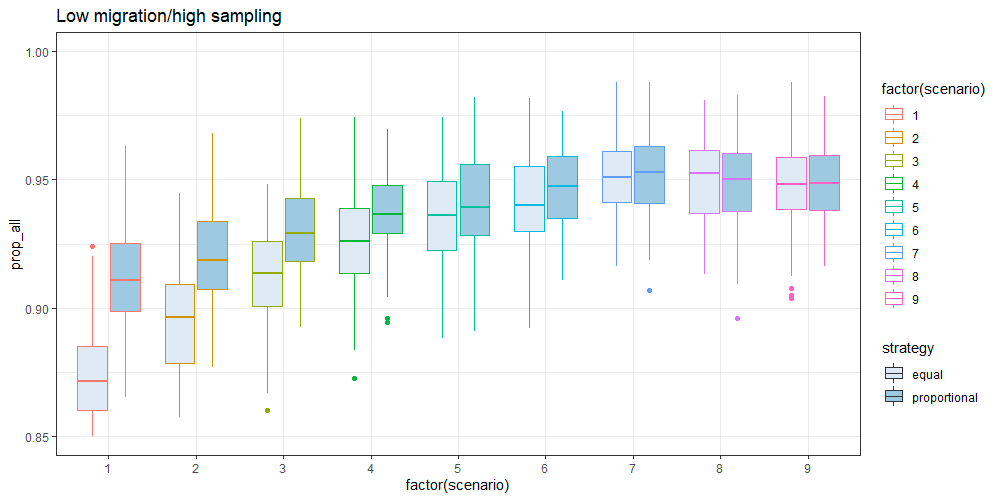 Low migration/high sampling
prop_all
1.00
0.95
0.90
0.85
1 2 3 4 5 6 7 8 9
factor(scenario)
factor(scenario)
1
2
3
4
5
6
7
8
9
strategy
equal
proportional